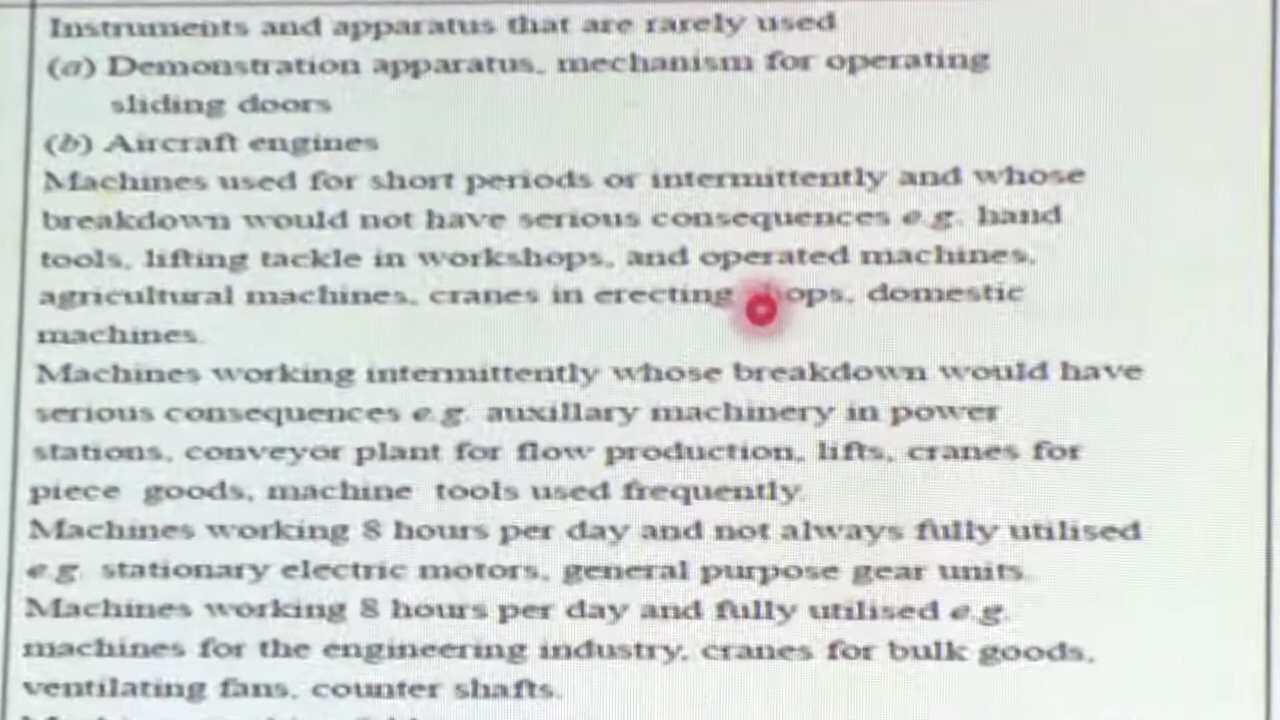 Instruments and apparatus that are rarely used
(a) Demonstration apparatus, mechanism for operating
sliding doors
(b) Aircraft engines
Machines used for short periods or intermittently and whose
breakdown would not have serious consequences e.g. hand
tools, lifting tackle in workshops, and operated machines,
agricultural machines, cranes in erecting ops, domestic
machines.
Machines working intermittently whose breakdown would have
serious consequences e.g. auxillary machinery in power
stations, conveyor plant for flow production, lifts, cranes for
piece goods, machine tools used frequently.
Machines working 8 hours per day and not always fully utilised
e.g. stationary electric motors, general purpose gear units.
Machines working 8 hours per day and fully utilised e.g.
machines for the engineering industry, cranes for bulk goods,
ventilating fans, counter shafts.